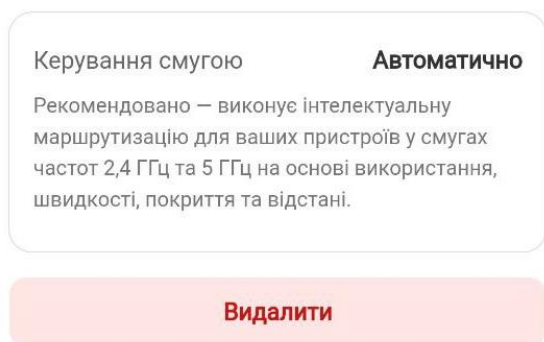 Керування смугою Автоматично
Рекомендовано — виконує інтелектуальну
маршрутизацію для ваших пристроїв у смугах
частот 2,4 ГГц та 5 ГГц на основі використання,
швидкості, покриття та відстані.
Видалити